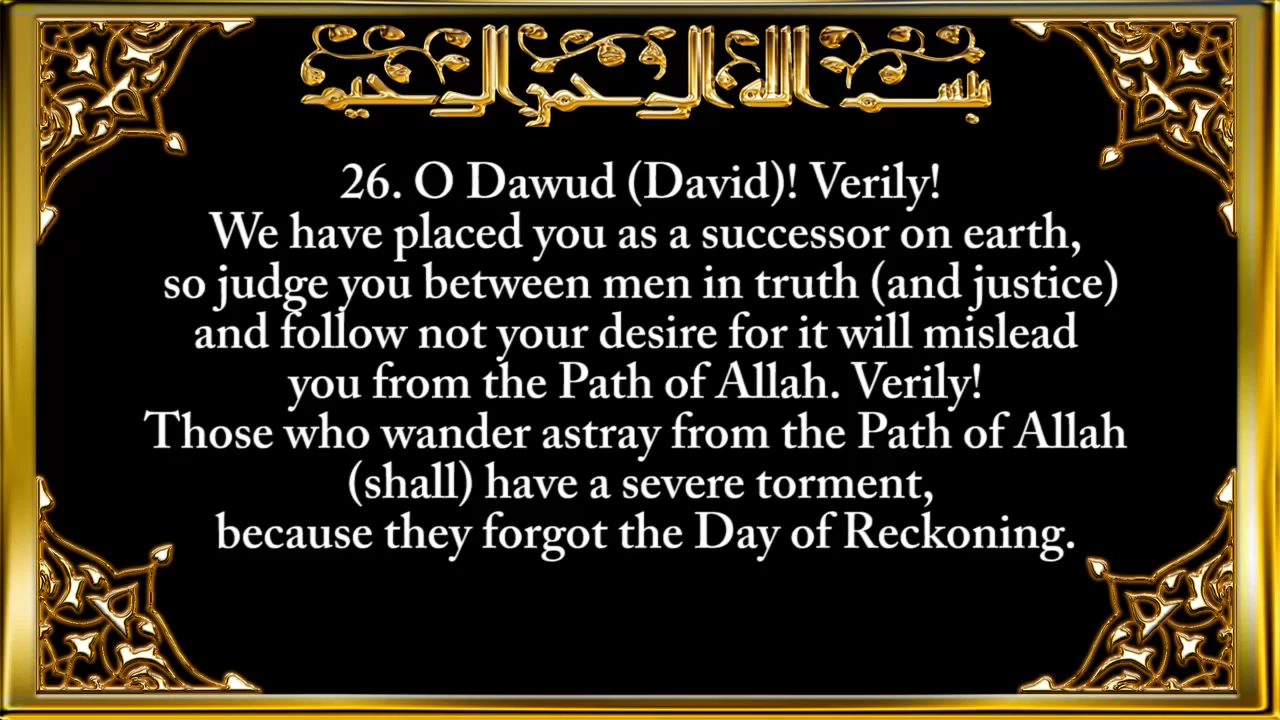 بسم الله الرحمن الرحيم
26. O Dawud (David)! Verily!
We have placed you as a successor on earth,
so judge you between men in truth (and justice)
and follow not your desire for it will mislead
you from the Path of Allah. Verily!
Those who wander astray from the Path of Allah
(shall) have a severe torment,
because they forgot the Day of Reckoning.